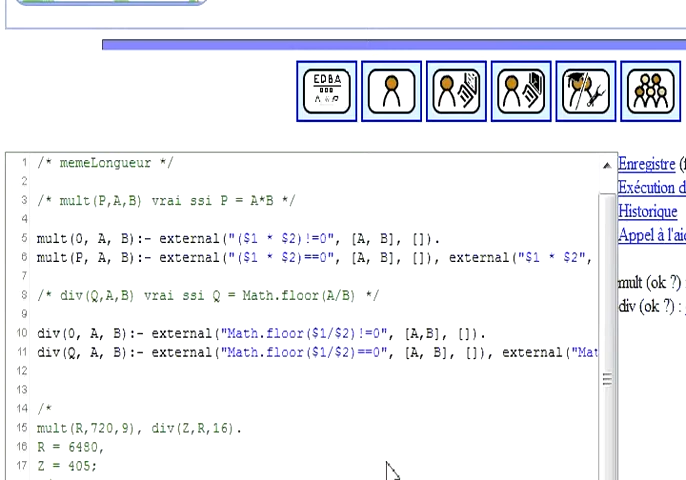 EDBA
1 /* memeLongueur */
2
3 /* mult(P,A,B) vrai ssi P = A*B */
4
5 mult(0, A, B):- external("($1 * $2)!=0", [A, B], []).
6 mult(P, A, B):- external("($1 * $2)==0", [A, B], []), external("$1 * $2",
7
8 /* div(Q,A,B) vrai ssi Q = Math.floor(A/B) */
9
10 div(0, A, B):- external("Math.floor($1/$2)!=0", [A,B], []).
11 div(Q, A, B):- external("Math.floor($1/$2)==0", [A, B], []), external("Mat
12
13
14 /*
15 mult(R,720,9), div(Z,R,16).
16 R = 6480,
17 Z = 405;
Enregistre (f
Exécution d
Historique
Appel à l'aid
mult (ok ?) :
div (ok ?) :